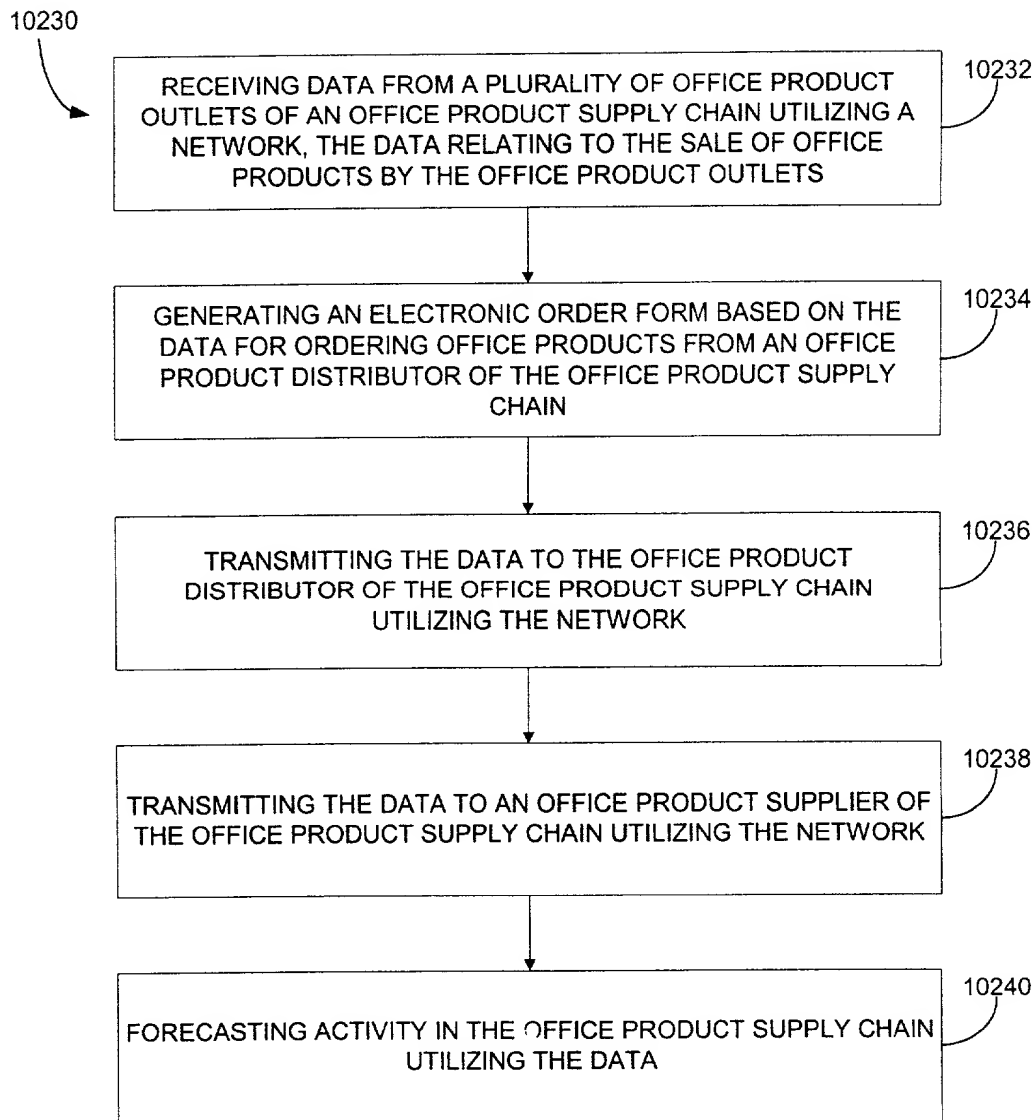 10230
10232
RECEIVING DATA FROM A PLURALITY OF OFFICE PRODUCT
OUTLETS OF AN OFFICE PRODUCT SUPPLY CHAIN UTILIZING A
NETWORK, THE DATA RELATING TO THE SALE OF OFFICE
PRODUCTS BY THE OFFICE PRODUCT OUTLETS
10234
GENERATING AN ELECTRONIC ORDER FORM BASED ON THE
DATA FOR ORDERING OFFICE PRODUCTS FROM AN OFFICE
PRODUCT DISTRIBUTOR OF THE OFFICE PRODUCT SUPPLY
CHAIN
10236
TRANSMITTING THE DATA TO THE OFFICE PRODUCT
DISTRIBUTOR OF THE OFFICE PRODUCT SUPPLY CHAIN
UTILIZING THE NETWORK
10238
TRANSMITTING THE DATA TO AN OFFICE PRODUCT SUPPLIER OF
THE OFFICE PRODUCT SUPPLY CHAIN UTILIZING THE NETWORK
10240
FORECASTING ACTIVITY IN THE OFFICE PRODUCT SUPPLY CHAIN
UTILIZING THE DATA